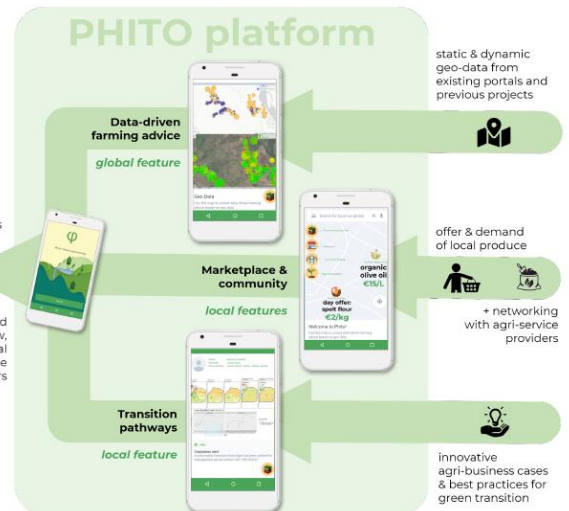 PHITO platform
static & dynamic
geo-data from
existing portals and
previous projects
Data-driven
farming advice
global feature
Geo Data
offer & demand
of local produce
Marketplace &
community
local features
organic
olive oil
€15/L
day offer:
spelt flour
€2/kg
Welcome to Phito!
+ networking
with agri-service
providers
φ
Transition
pathways
local feature
innovative
agri-business cases
& best practices for
green transition